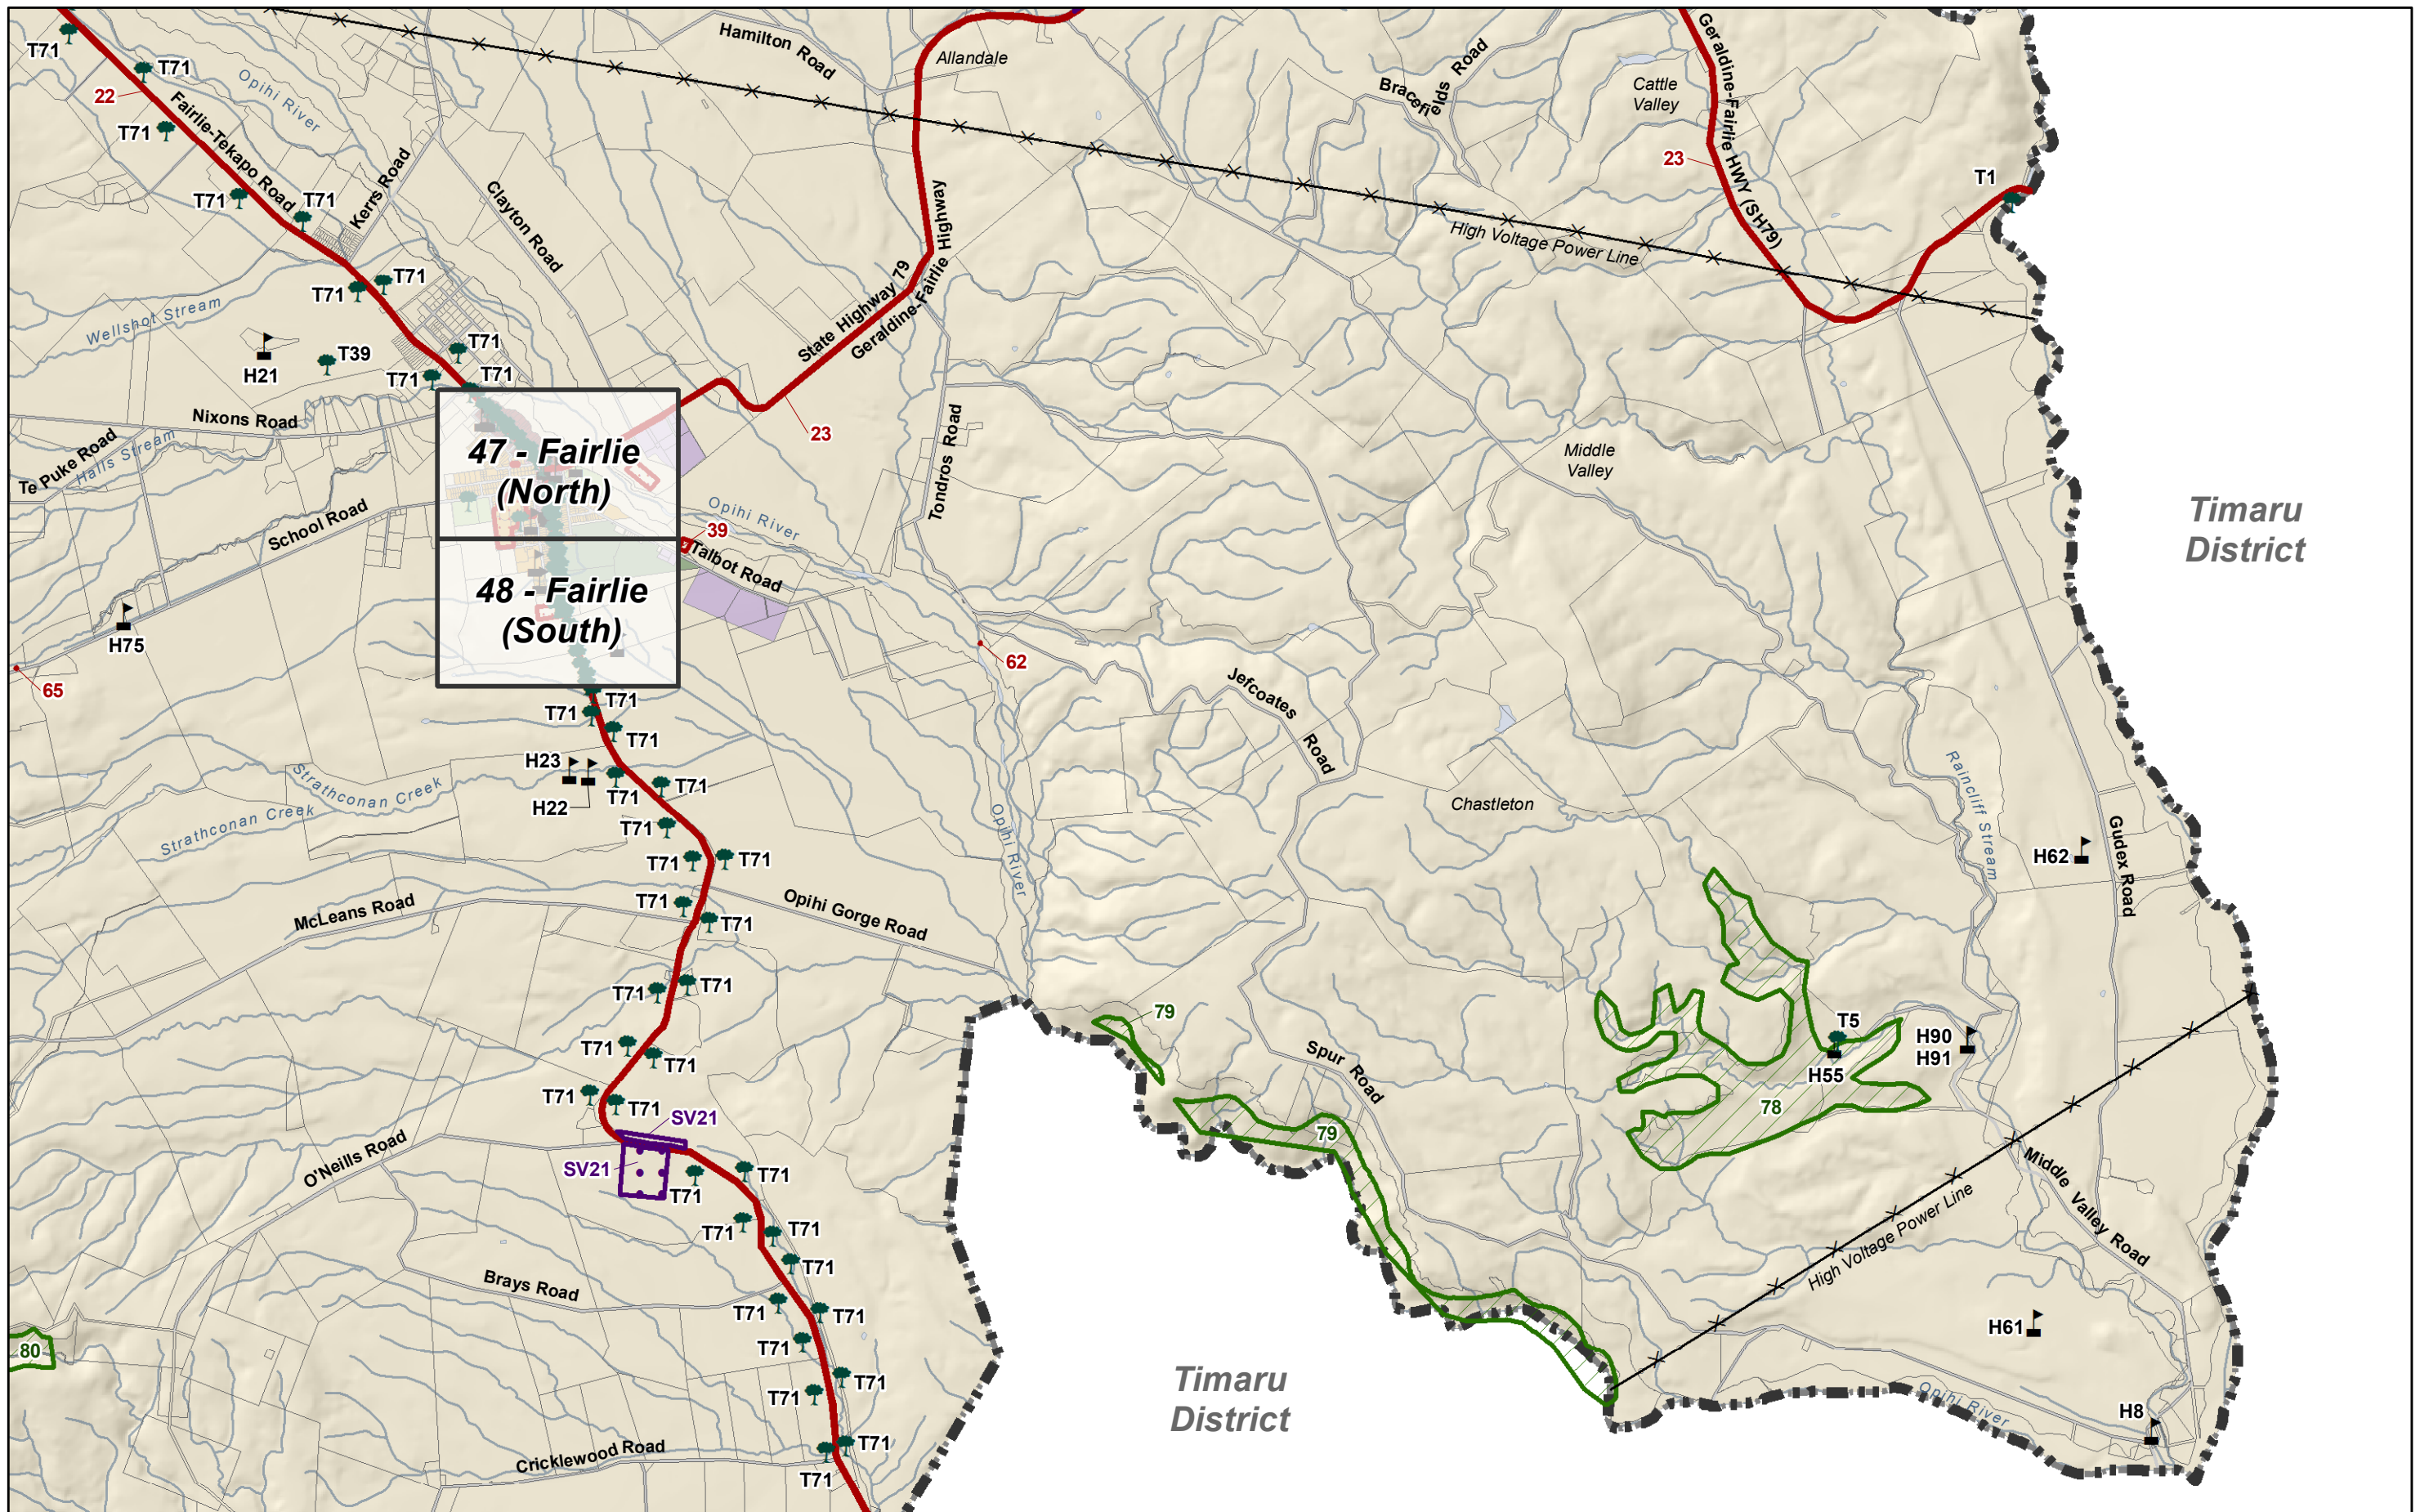 Hamilton Road
Allandale
T71
T71
22
Opihi River
Fairlie-Tekapo Road
T71
Bracefields Road
Cattle
Valley
Geraldine-Fairlie HWY (SH79)
23
T1
Kerrs Road
Clayton Road
T71
T71
State Highway 79
Geraldine-Fairlie Highway
High Voltage Power Line
T71
T71
Wellshot Stream
H21
T39
T71
T71
T71
Nixons Road
Te Puke Road
Halls Stream
47 - Fairlie
(North)
23
Tondros Road
Middle
Valley
Timaru
District
School Road
Opihi River
39
Talbot Road
48 - Fairlie
(South)
H75
65
62
Jefcoates Road
T71
T71
T71
H23
H22
T71
T71
T71
Strathconan Creek
Strathconan Creek
Opihi River
Chastleton
Raincliff Stream
Gudex Road
H62
T71
T71
T71
T71
McLeans Road
Opihi Gorge Road
T71
T71
79
T5
H55
H90
H91
78
T71
T71
Spur Road
T71
T71
SV21
SV21
79
O'Neills Road
T71
T71
T71
T71
T71
Middle Valley Road
High Voltage Power Line
Brays Road
T71
T71
T71
H61
80
Timaru
District
T71
T71
Opihi River
H8
Cricklewood Road
T71
T71